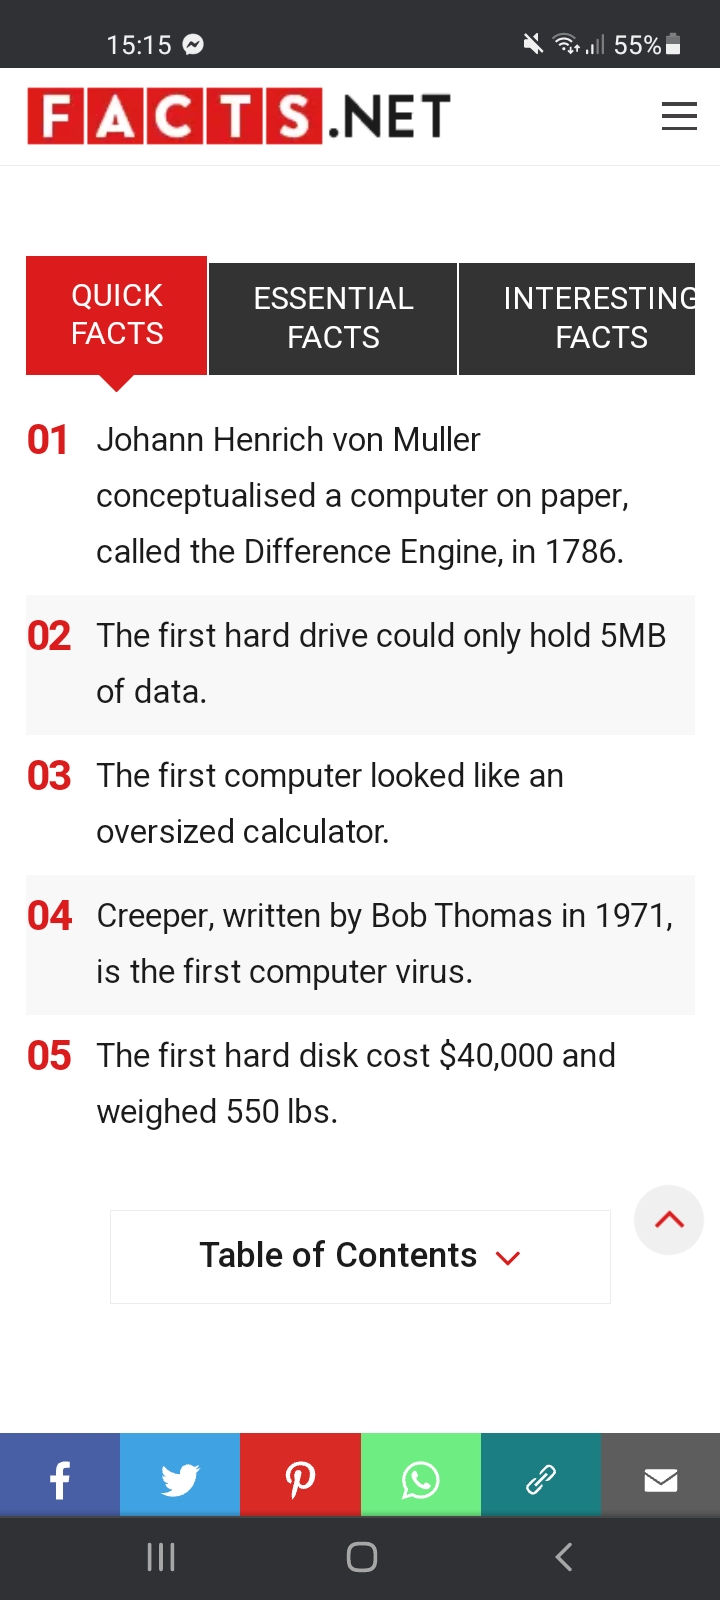 15:15 55%
FACTS.NET
QUICK
FACTS
ESSENTIAL
FACTS
INTERESTING
FACTS
01 Johann Henrich von Muller
conceptualised a computer on paper,
called the Difference Engine, in 1786.
02 The first hard drive could only hold 5MB
of data.
03 The first computer looked like an
oversized calculator.
04 Creeper, written by Bob Thomas in 1971,
is the first computer virus.
05 The first hard disk cost $40,000 and
weighed 550 lbs.
Table of Contents